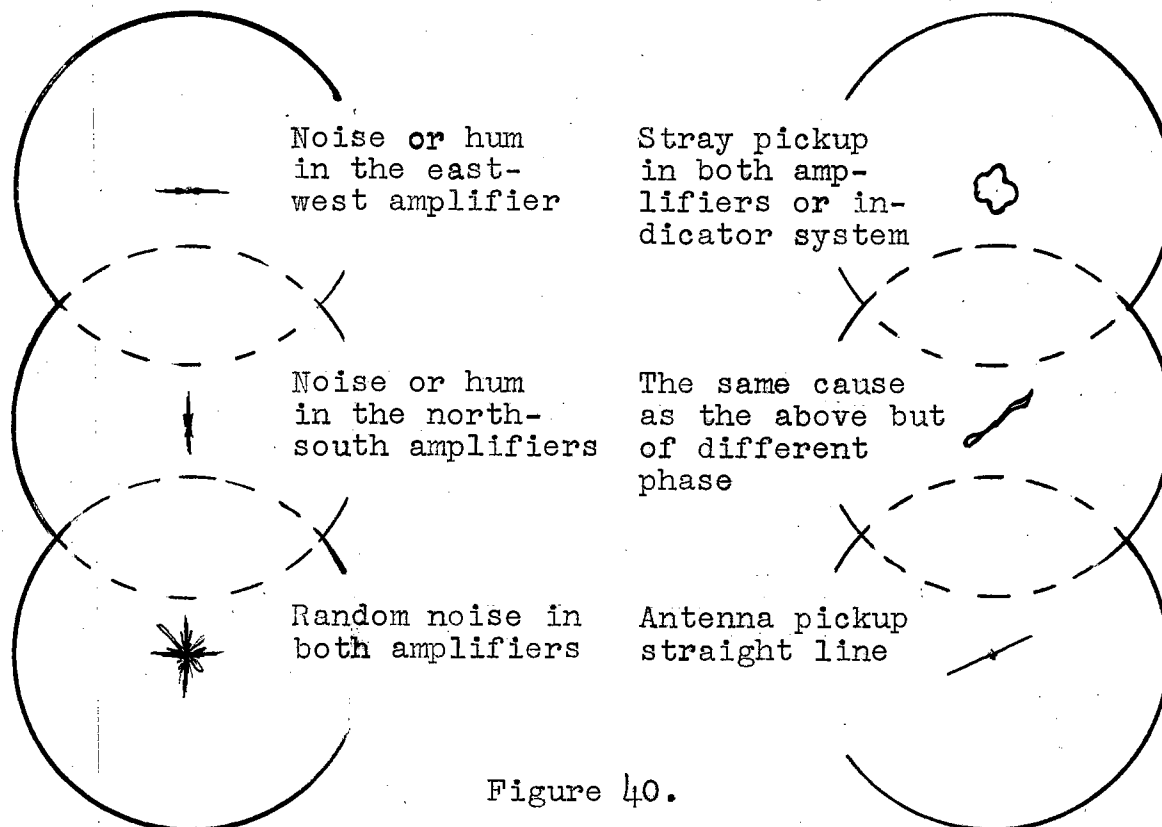 Noise or hum
in the east-
west amplifier
Noise or hum
in the north-
south amplifiers
Random noise in
both amplifiers
Stray pickup
in both amp-
lifiers or in-
dicator system
The same cause
as the above but
of different
phase
Antenna pickup
straight line
Figure 40.